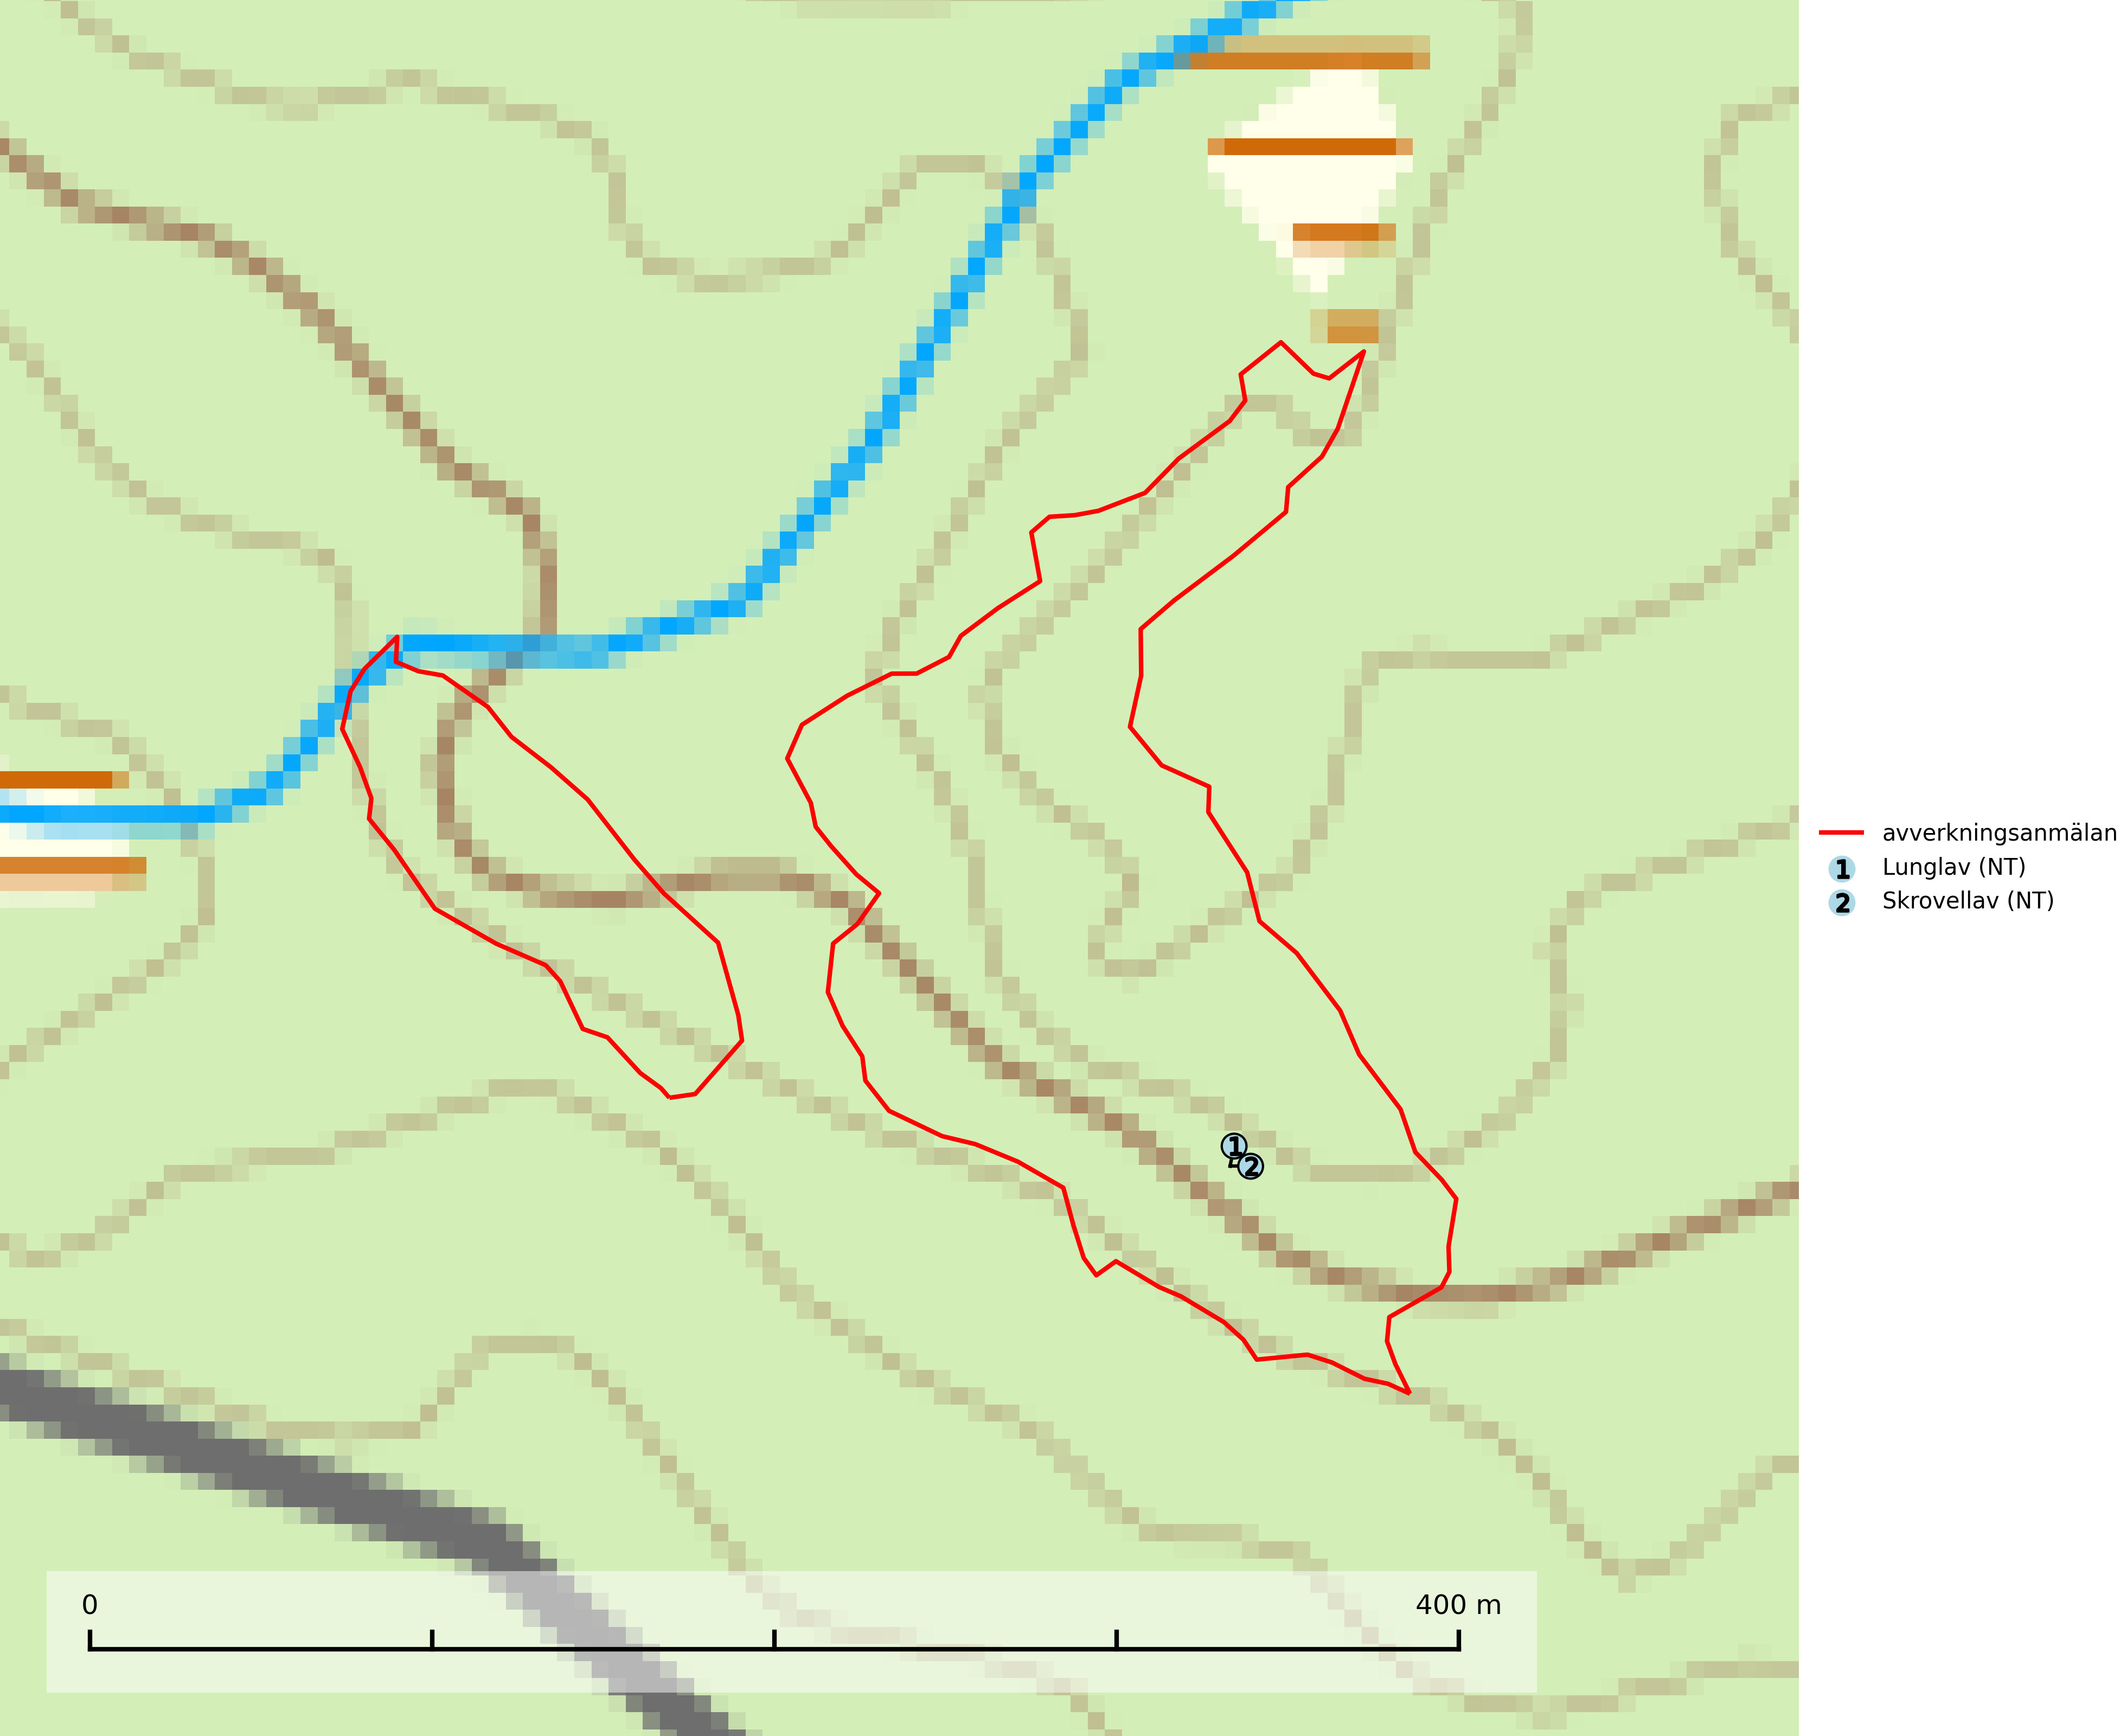 avverkningsanmälan
1 Lunglav (NT)
2 Skrovellav (NT)
1
2
0
400 m